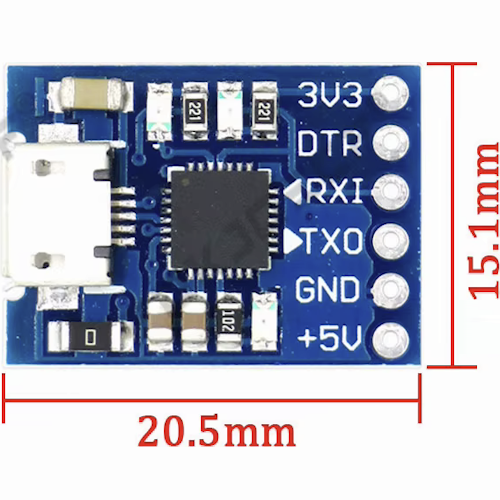 221
221
3V3
DTR
RXI
TXO
GND
+5V
0
102
15.1mm
20.5mm